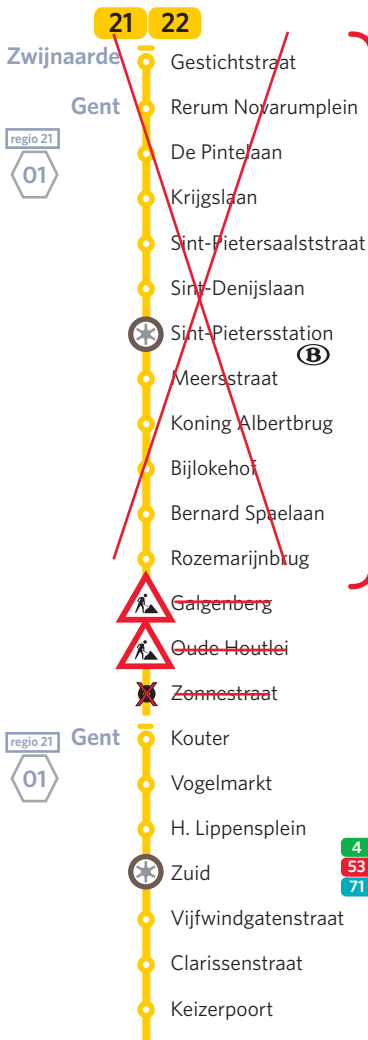 21 22
Zwijnaarde Gestichtstraat
Gent Rerum Novarumplein
regio 21
De Pintelaan
01
Krijgslaan
Sint-Pietersaalststraat
Sint-Denijslaan
Sint-Pietersstation
B
Meersstraat
Koning Albertbrug
Bijlokehof
Bernard Spaelaan
Rozemarijnbrug
Galgenberg
Oude Houtlei
Zonnestraat
regio 21 Gent Kouter
01
Vogelmarkt
H. Lippensplein
4
Zuid 53
71
Vijfwindgatenstraat
Clarissenstraat
Keizerpoort